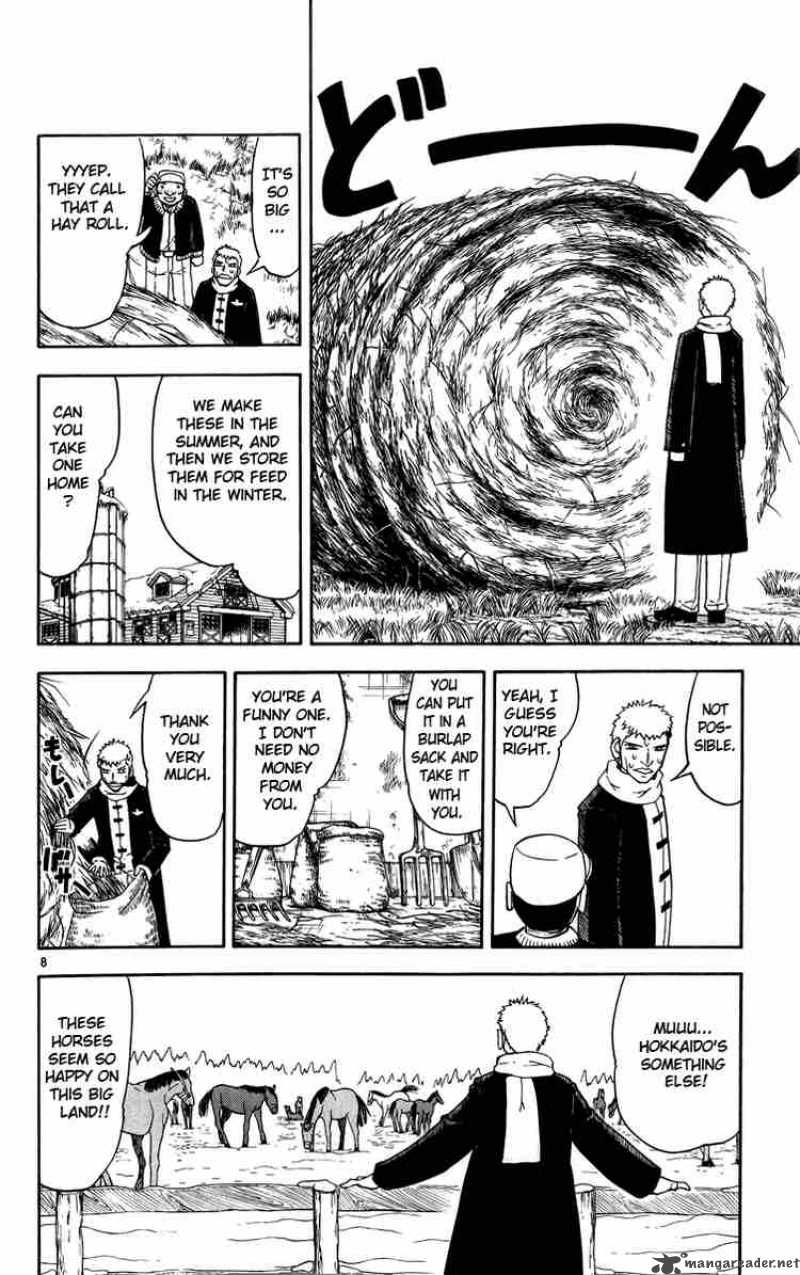 どーん
IT'S
SO
BIG
...
YYYEP.
THEY CALL
THAT A
HAY ROLL.
WE MAKE
THESE IN THE
SUMMER, AND
THEN WE STORE
THEM FOR FEED
IN THE WINTER.
CAN
YOU
TAKE
ONE
HOME
?
NOT
POS-
SIBLE.
YEAH, I
GUESS
YOU'RE
RIGHT.
YOU
CAN PUT
IT IN A
BURLAP
SACK AND
TAKE IT
WITH
YOU.
YOU'RE A
FUNNY ONE.
I DON'T
NEED NO
MONEY
FROM
YOU.
THANK
YOU
VERY
MUCH.
8
MUUU...
HOKKAIDO'S
SOMETHING
ELSE!
THESE
HORSES
SEEM SO
HAPPY ON
THIS BIG
LAND!!
mangareader.net